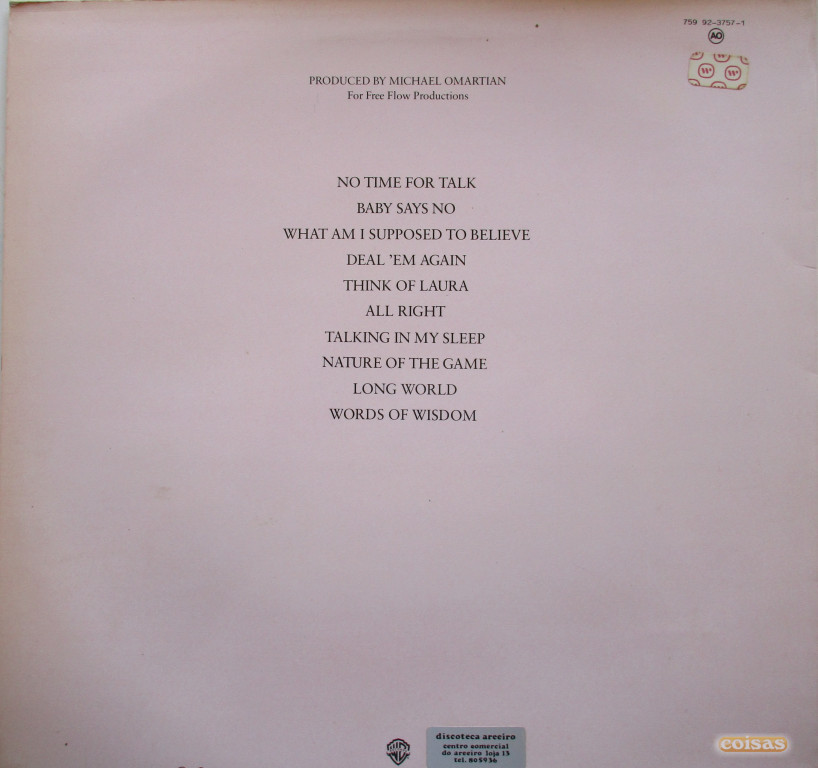 759 92-3757-1
AO
W W
PRODUCED BY MICHAEL OMARTIAN
For Free Flow Productions
NO TIME FOR TALK
BABY SAYS NO
WHAT AM I SUPPOSED TO BELIEVE
DEAL 'EM AGAIN
THINK OF LAURA
ALL RIGHT
TALKING IN MY SLEEP
NATURE OF THE GAME
LONG WORLD
WORDS OF WISDOM
discoteca areeiro
centro comercial
do areeiro loja 13
tel. 805936
coisas